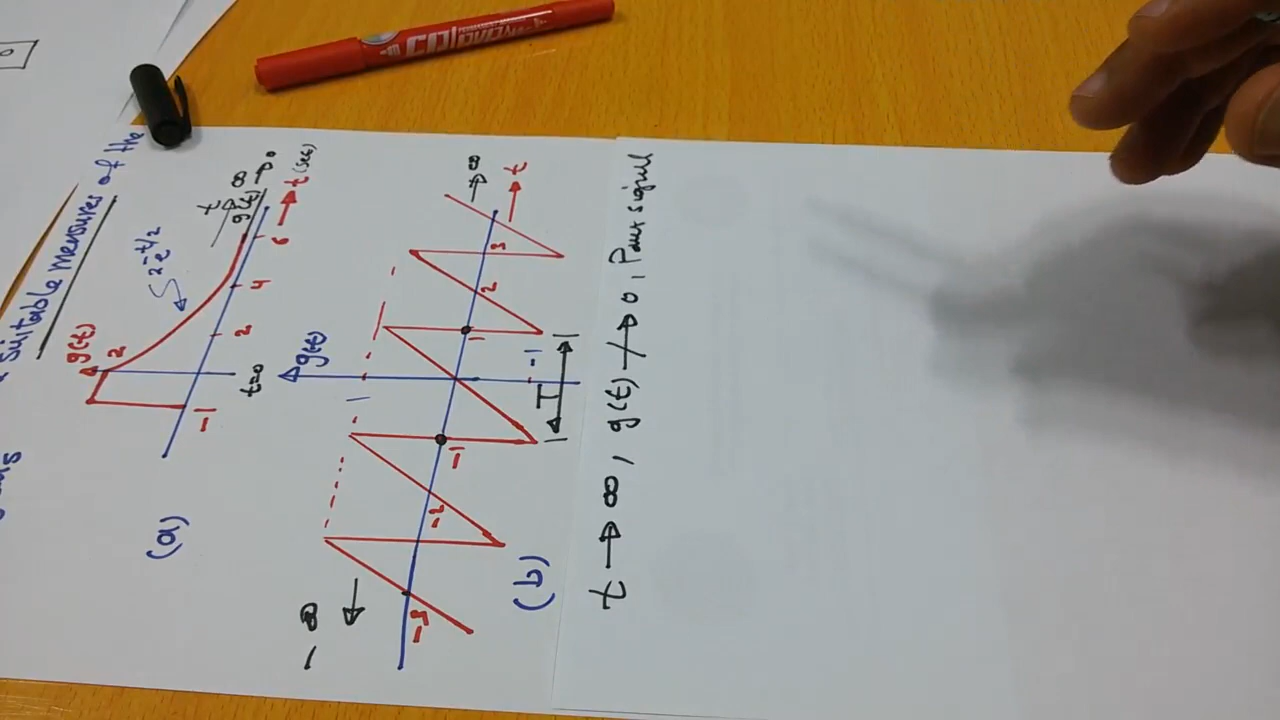 suitable measures of the
g(t)
2
2e^-t/2
t → ∞
g(t) → 0
-1
t=0
2
4
6
t (sec)
(a)
g(t)
1
-∞
→ ∞
-3
-2
-1
1
2
3
t
-1
T
(b)
t → ∞, g(t) -/→ 0, Power signal